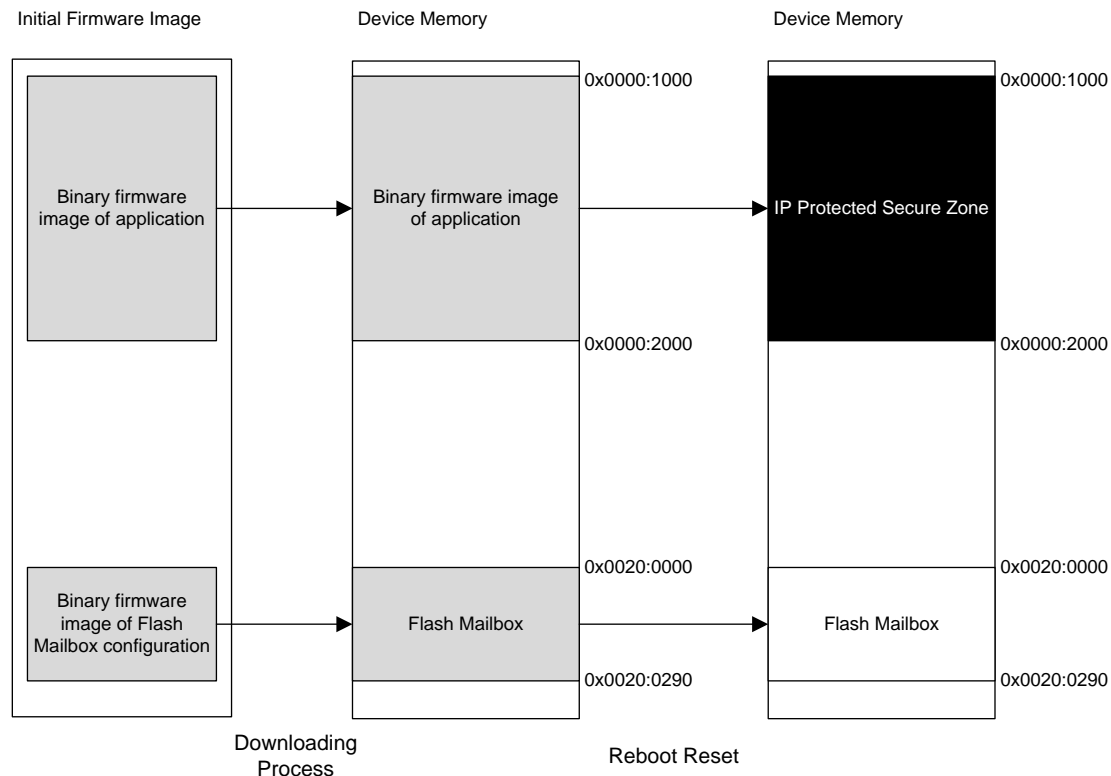 Initial Firmware Image
Device Memory
Device Memory
0x0000:1000
0x0000:1000
Binary firmware
image of application
Binary firmware image
of application
IP Protected Secure Zone
0x0000:2000
0x0000:2000
0x0020:0000
0x0020:0000
Binary firmware
image of Flash
Mailbox configuration
Flash Mailbox
Flash Mailbox
0x0020:0290
0x0020:0290
Downloading
Process
Reboot Reset